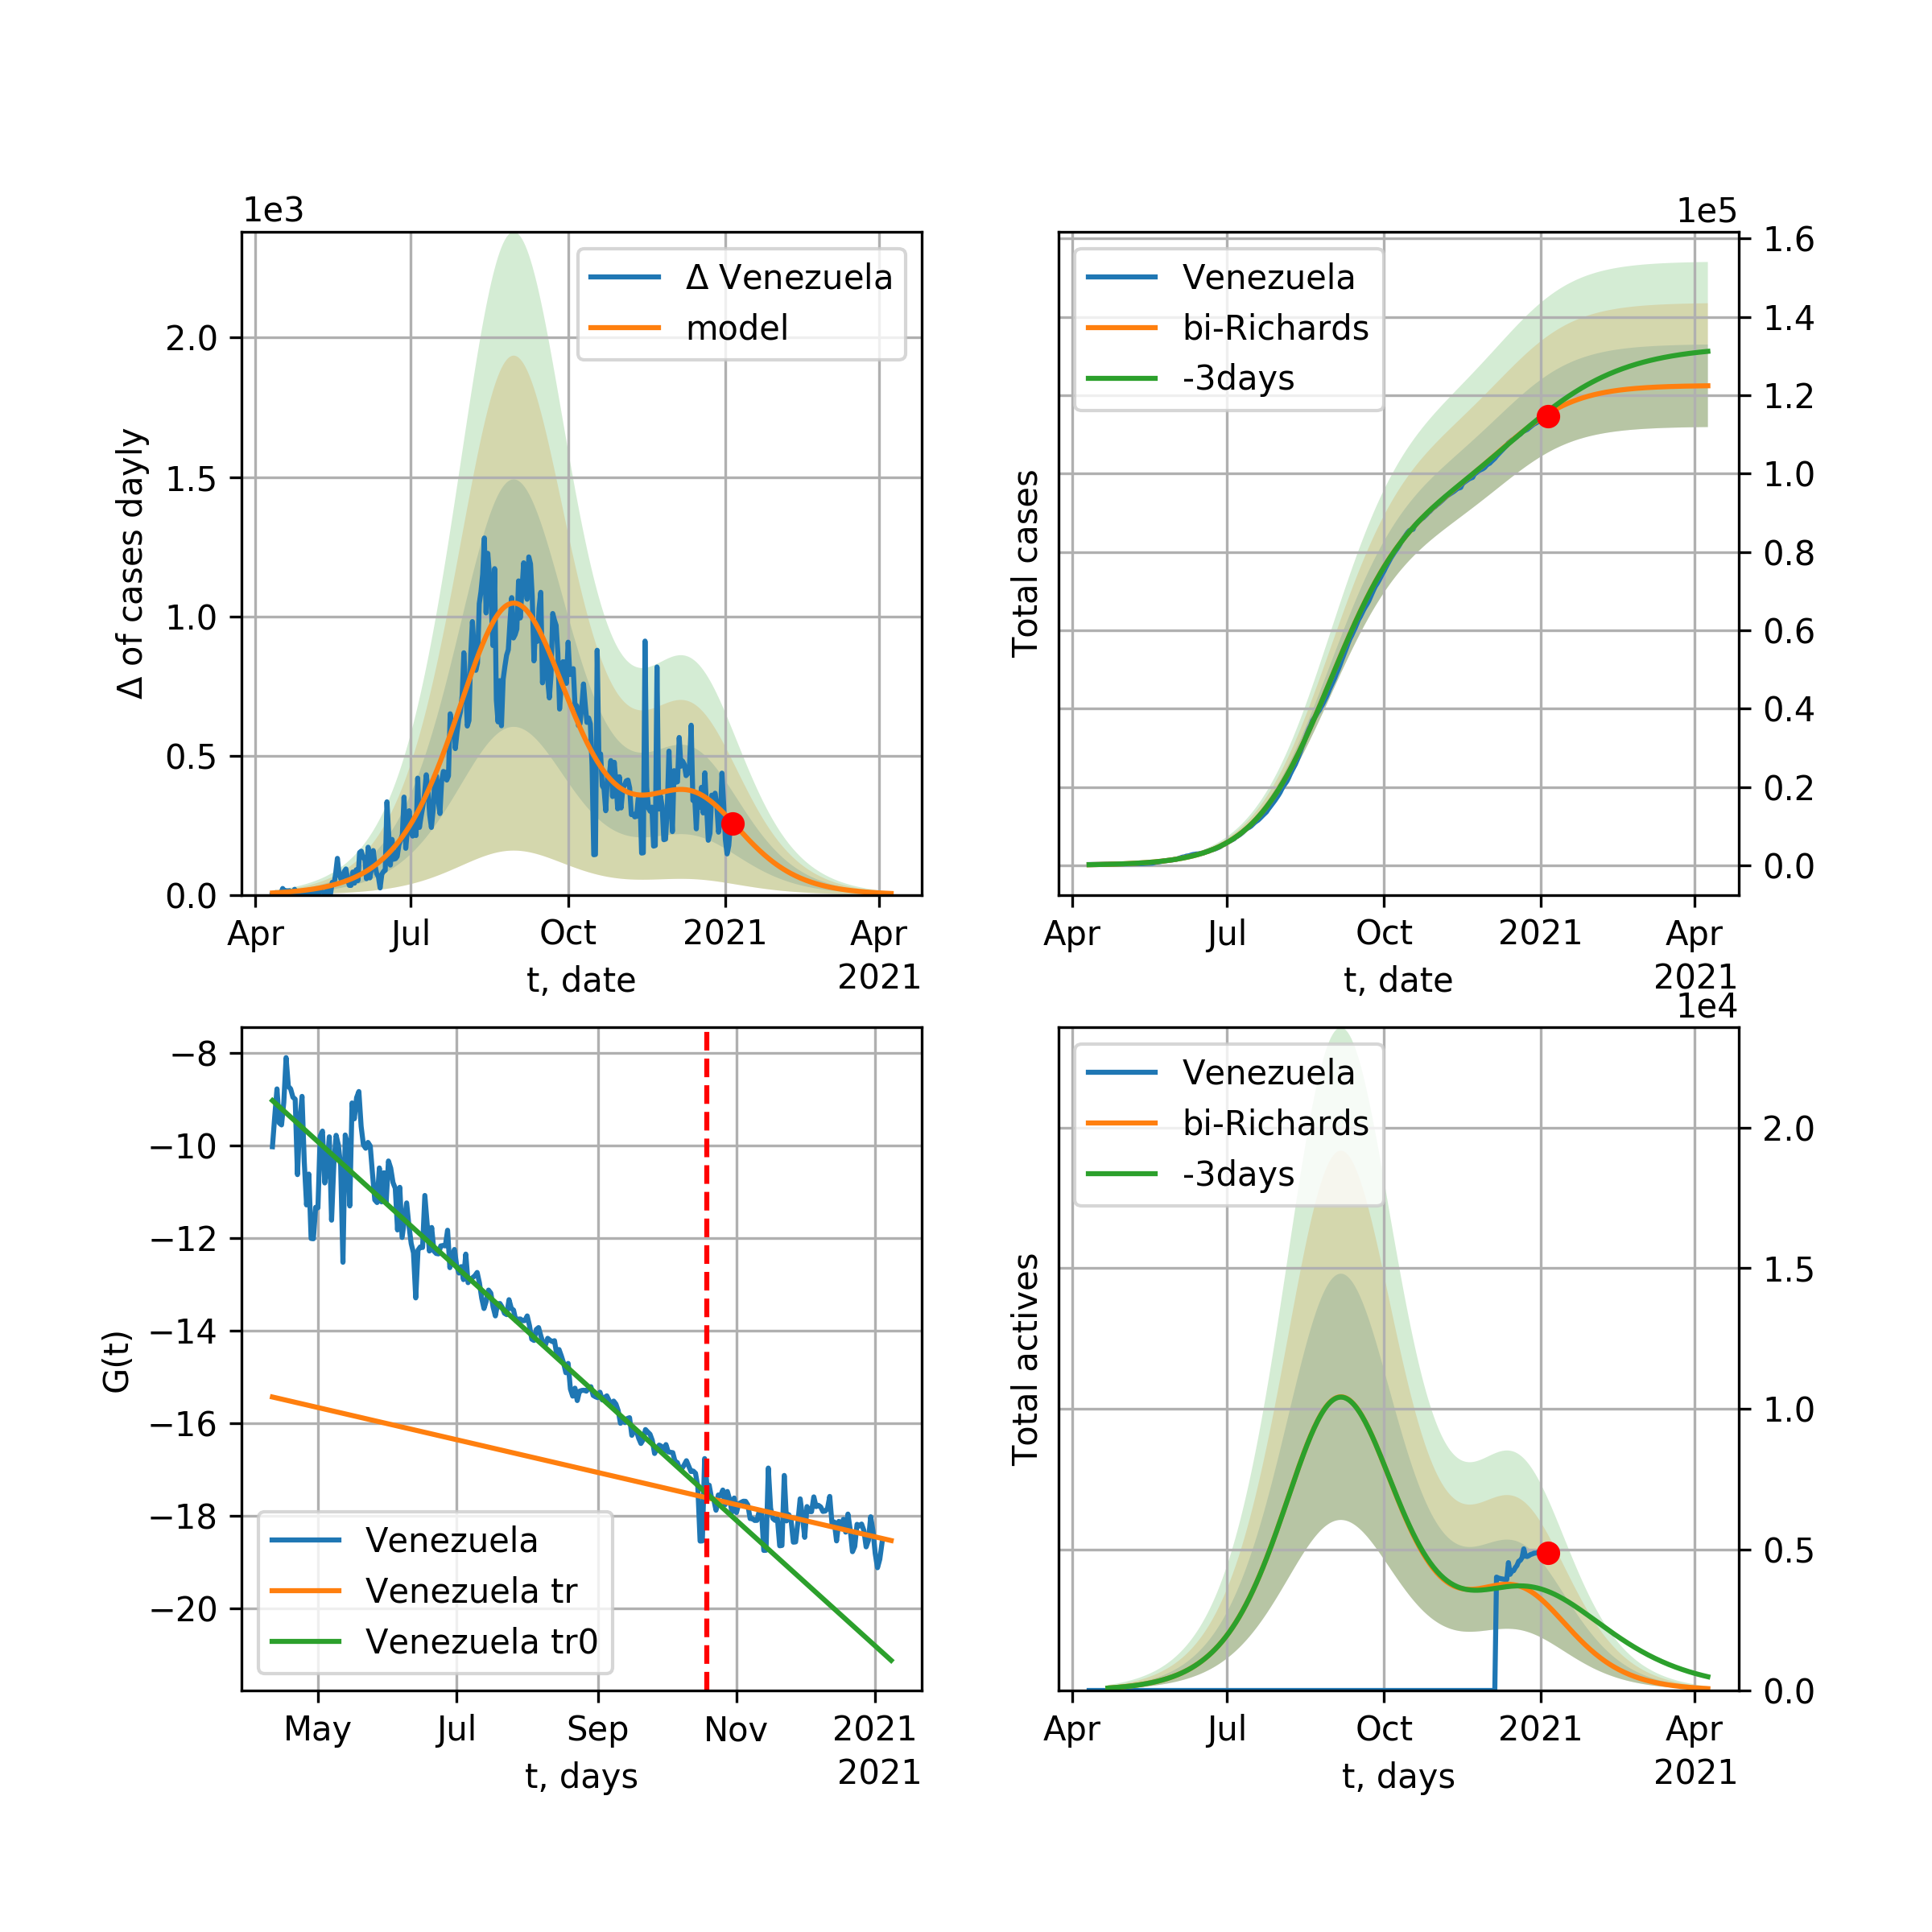 1e3
Δ of cases dayly
2.0
1.5
1.0
0.5
0.0
Δ Venezuela
model
Apr
Jul
Oct
2021
Apr
2021
t, date
1e5
Total cases
Venezuela
bi-Richards
-3days
1.6
1.4
1.2
1.0
0.8
0.6
0.4
0.2
0.0
Apr
Jul
Oct
2021
Apr
2021
t, date
G(t)
−8
−10
−12
−14
−16
−18
−20
Venezuela
Venezuela tr
Venezuela tr0
May
Jul
Sep
Nov
2021
2021
t, days
1e4
Total actives
Venezuela
bi-Richards
-3days
2.0
1.5
1.0
0.5
0.0
Apr
Jul
Oct
2021
Apr
2021
t, days